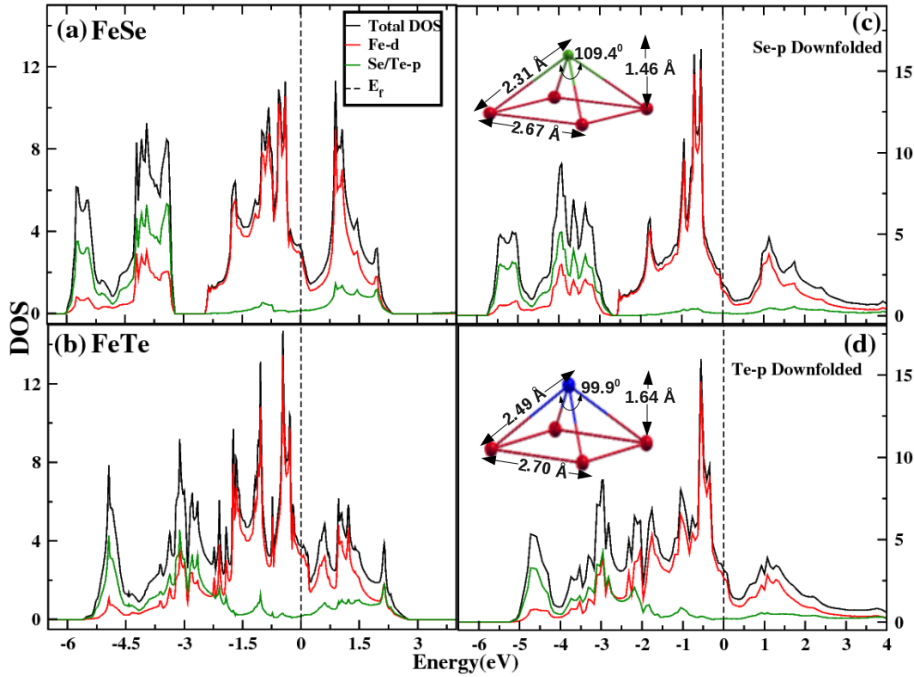 (a) FeSe
Total DOS
Fe-d
Se/Te-p
E_f
12
8
4
0
(c)
Se-p Downfolded
2.31 Å
109.4⁰
1.46 Å
2.67 Å
15
10
5
0
DOS
(b) FeTe
12
8
4
0
-6 -4.5 -3 -1.5 0 1.5 3
(d)
Te-p Downfolded
2.49 Å
99.9⁰
1.64 Å
2.70 Å
15
10
5
0
-6 -5 -4 -3 -2 -1 0 1 2 3 4
Energy(eV)